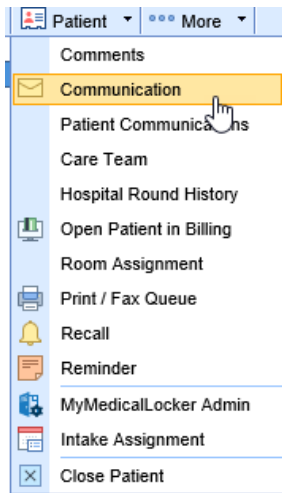 Patient More
Comments
Communication
Patient Communications
Care Team
Hospital Round History
Open Patient in Billing
Room Assignment
Print / Fax Queue
Recall
Reminder
MyMedicalLocker Admin
Intake Assignment
Close Patient